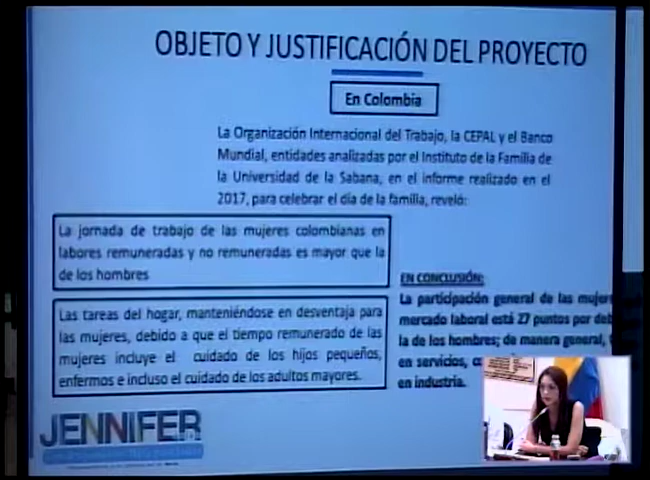 OBJETO Y JUSTIFICACIÓN DEL PROYECTO
En Colombia
La Organización Internacional del Trabajo, la CEPAL y el Banco
Mundial, entidades analizadas por el Instituto de la Familia de
la Universidad de la Sabana, en el informe realizado en el
2017, para celebrar el día de la familia, reveló:
La jornada de trabajo de las mujeres colombianas en
labores remuneradas y no remuneradas es mayor que la
de los hombres
Las tareas del hogar, manteniéndose en desventaja para
las mujeres, debido a que el tiempo remunerado de las
mujeres incluye el cuidado de los hijos pequeños,
enfermos e incluso el cuidado de los adultos mayores.
EN CONCLUSIÓN:
La participación general de las mujer
mercado laboral está 27 puntos por deb
la de los hombres; de manera general,
en servicios,
en industria.
JENNIFER